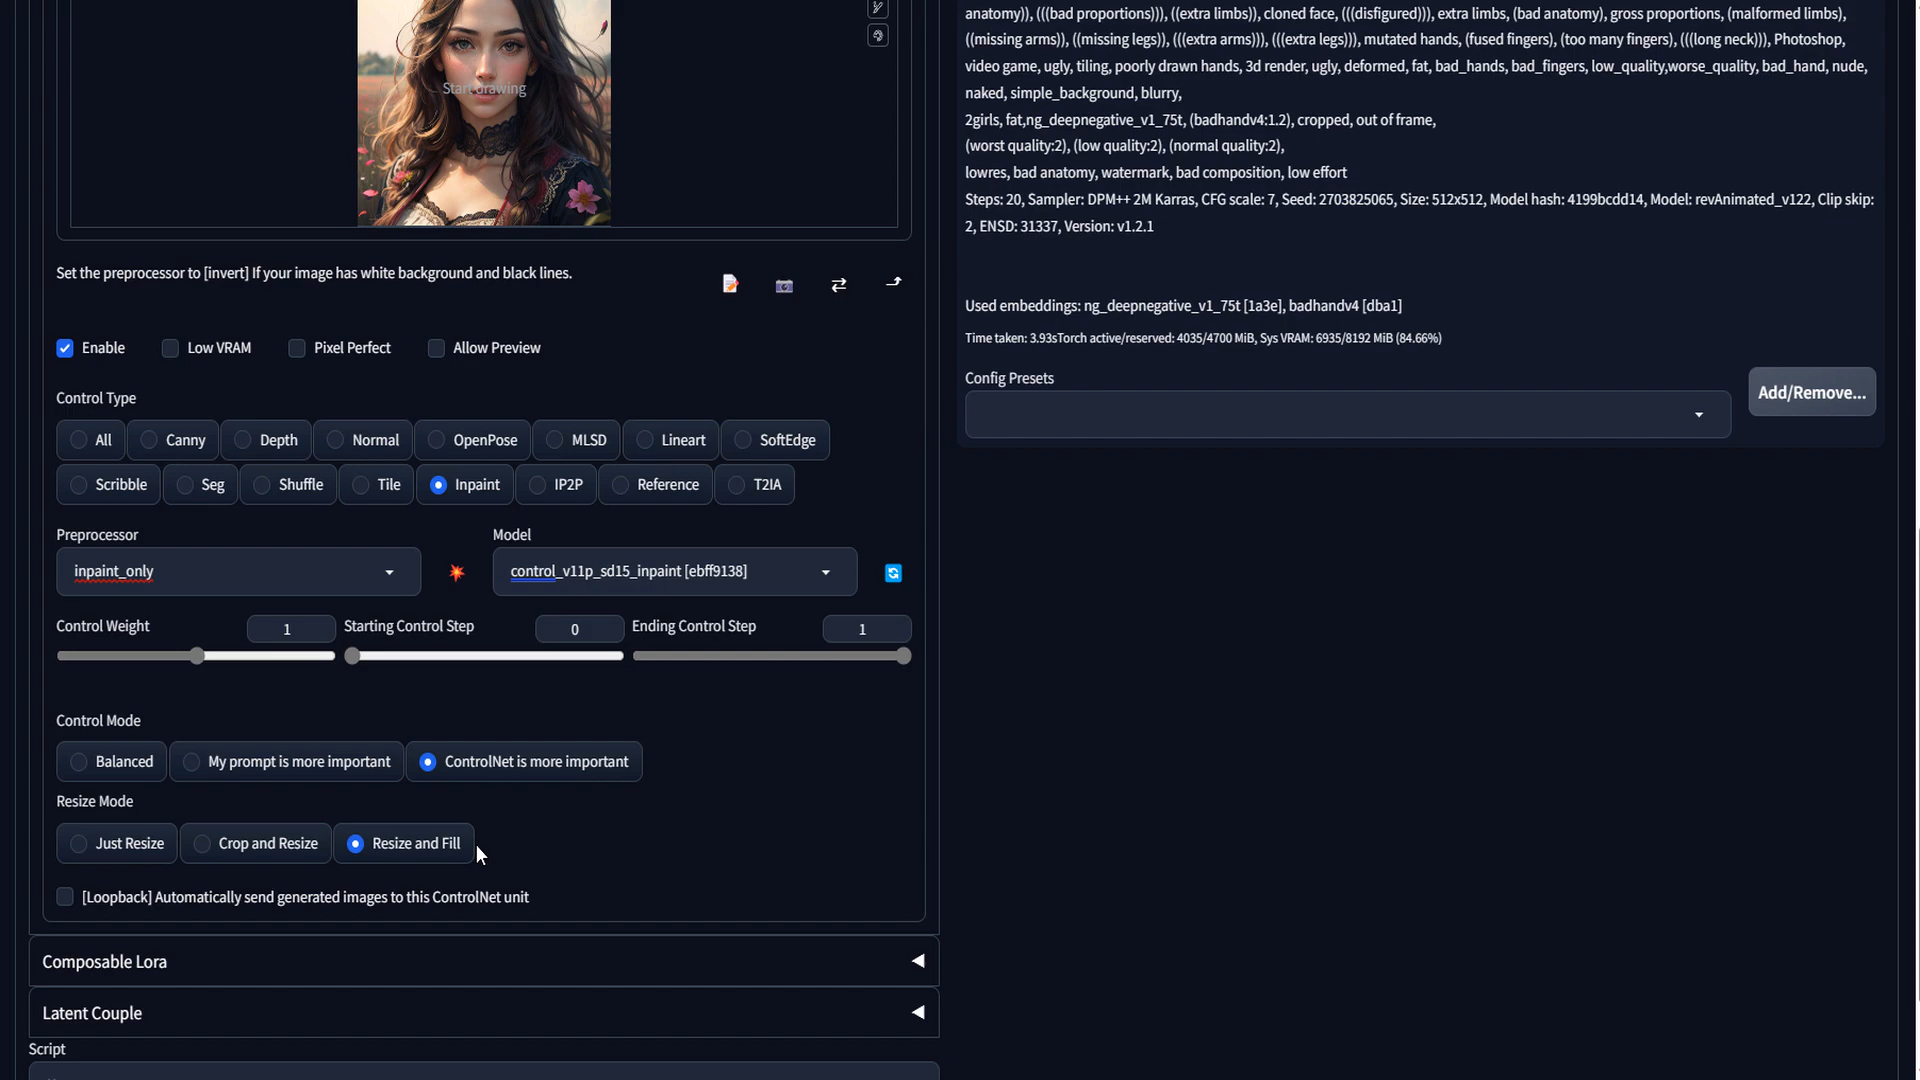 Start drawing
Set the preprocessor to [invert] If your image has white background and black lines.
Enable
Low VRAM
Pixel Perfect
Allow Preview
Control Type
All
Canny
Depth
Normal
OpenPose
MLSD
Lineart
SoftEdge
Scribble
Seg
Shuffle
Tile
Inpaint
IP2P
Reference
T2IA
Preprocessor
Model
inpaint_only
control_v11p_sd15_inpaint [ebff9138]
Control Weight
1
Starting Control Step
0
Ending Control Step
1
Control Mode
Balanced
My prompt is more important
ControlNet is more important
Resize Mode
Just Resize
Crop and Resize
Resize and Fill
[Loopback] Automatically send generated images to this ControlNet unit
Composable Lora
Latent Couple
Script
anatomy)), (((bad proportions))), ((extra limbs)), cloned face, (((disfigured))), extra limbs, (bad anatomy), gross proportions, (malformed limbs),
((missing arms)), ((missing legs)), (((extra arms))), (((extra legs))), mutated hands, (fused fingers), (too many fingers), (((long neck))), Photoshop,
video game, ugly, tiling, poorly drawn hands, 3d render, ugly, deformed, fat, bad_hands, bad_fingers, low_quality,worse_quality, bad_hand, nude,
naked, simple_background, blurry,
2girls, fat,ng_deepnegative_v1_75t, (badhandv4:1.2), cropped, out of frame,
(worst quality:2), (low quality:2), (normal quality:2),
lowres, bad anatomy, watermark, bad composition, low effort
Steps: 20, Sampler: DPM++ 2M Karras, CFG scale: 7, Seed: 2703825065, Size: 512x512, Model hash: 4199bcdd14, Model: revAnimated_v122, Clip skip:
2, ENSD: 31337, Version: v1.2.1
Used embeddings: ng_deepnegative_v1_75t [1a3e], badhandv4 [dba1]
Time taken: 3.93sTorch active/reserved: 4035/4700 MiB, Sys VRAM: 6935/8192 MiB (84.66%)
Config Presets
Add/Remove...